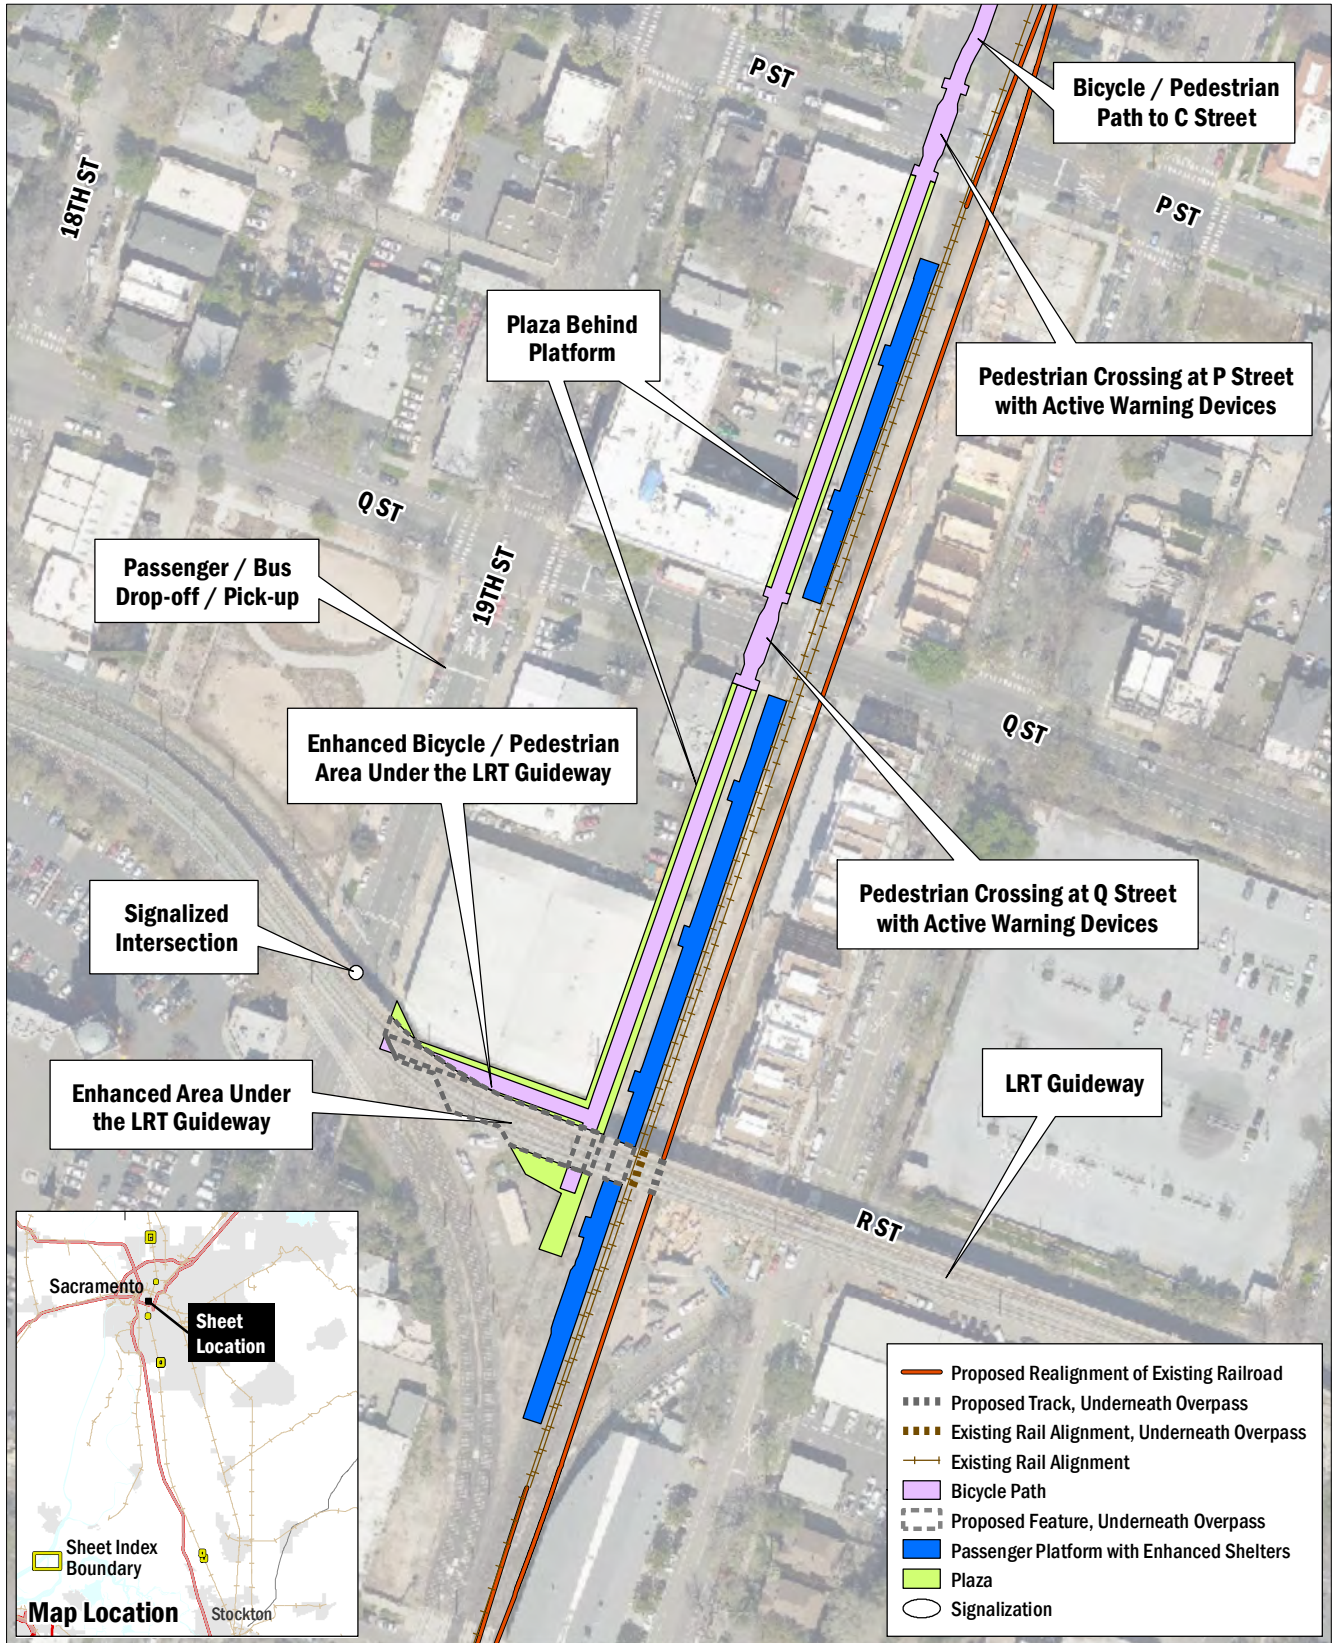 P ST
Bicycle / Pedestrian
Path to C Street
18TH ST
P ST
Plaza Behind
Platform
Pedestrian Crossing at P Street
with Active Warning Devices
Q ST
Passenger / Bus
Drop-off / Pick-up
19TH ST
Enhanced Bicycle / Pedestrian
Area Under the LRT Guideway
Q ST
Pedestrian Crossing at Q Street
with Active Warning Devices
Signalized
Intersection
Enhanced Area Under
the LRT Guideway
LRT Guideway
R ST
Sacramento
Sheet
Location
Sheet Index
Boundary
Map Location
Stockton
Proposed Realignment of Existing Railroad
Proposed Track, Underneath Overpass
Existing Rail Alignment, Underneath Overpass
Existing Rail Alignment
Bicycle Path
Proposed Feature, Underneath Overpass
Passenger Platform with Enhanced Shelters
Plaza
Signalization